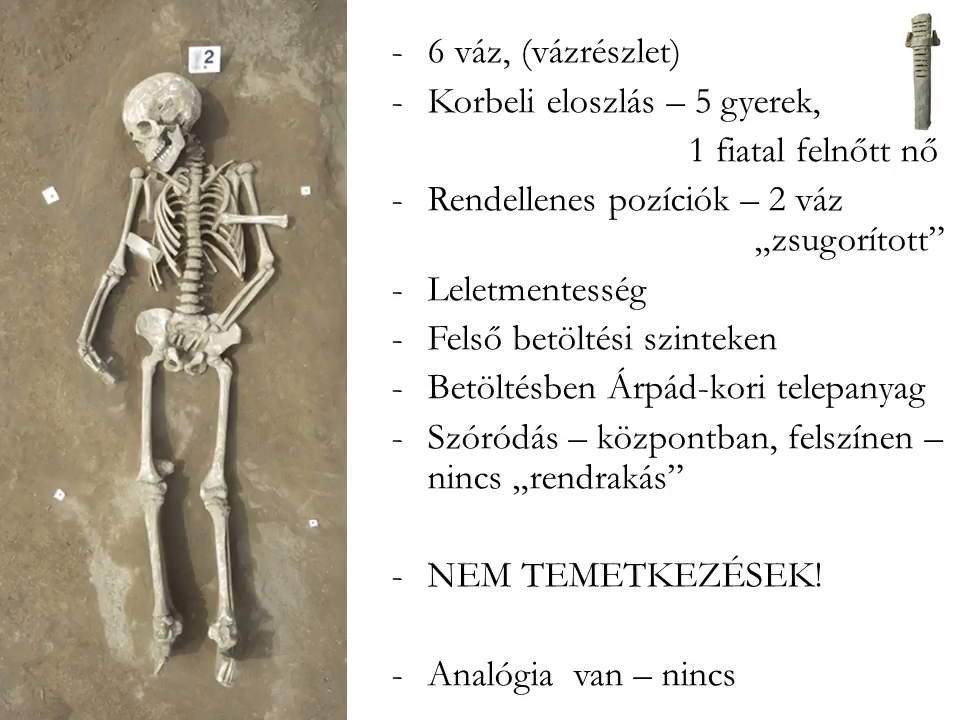 2
- 6 váz, (vázrészlet)
- Korbeli eloszlás – 5 gyerek,
1 fiatal felnőtt nő
- Rendellenes pozíciók – 2 váz
„zsugorított”
- Leletmentesség
- Felső betöltési szinteken
- Betöltésben Árpád-kori telepanyag
- Szóródás – központban, felszínen –
nincs „rendrakás”
- NEM TEMETKEZÉSEK!
- Analógia van – nincs